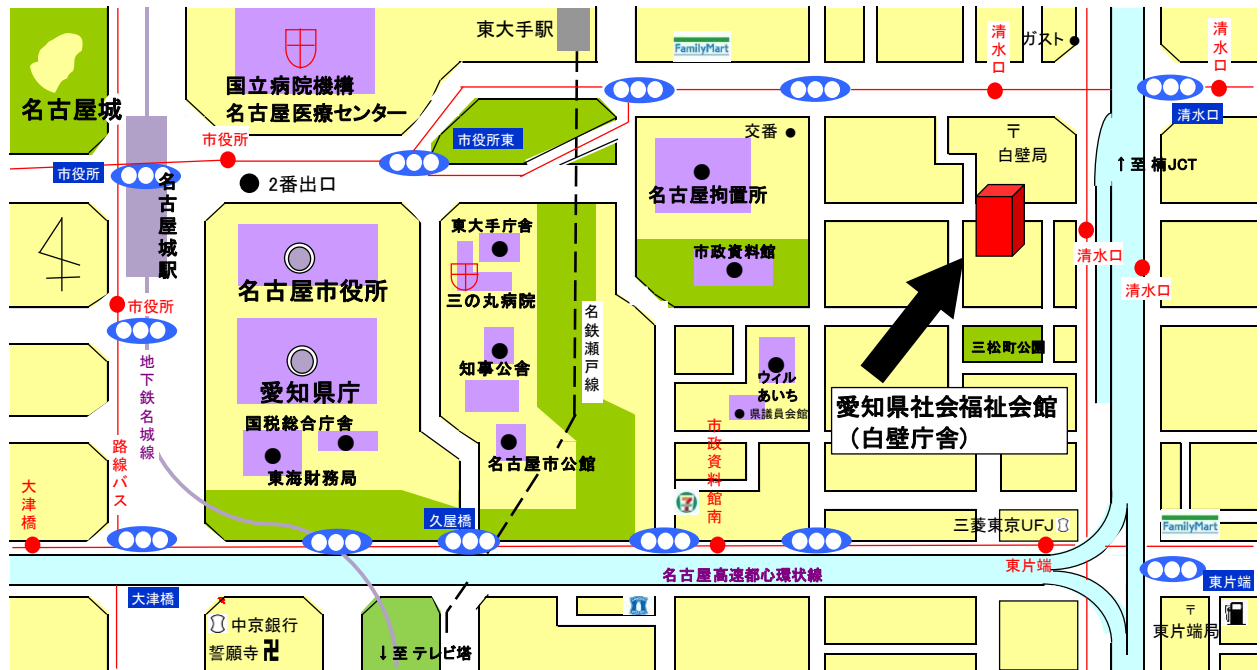 東大手駅
FamilyMart
清水口
ガスト
清水口
国立病院機構
名古屋医療センター
名古屋城
市役所
市役所東
清水口
交番
〒
白壁局
↑至 楠JCT
市役所
名古屋城駅
2番出口
名古屋拘置所
東大手庁舎
市政資料館
清水口
清水口
名古屋市役所
三の丸病院
市役所
名鉄瀬戸線
三松町公園
地下鉄名城線
知事公舎
ウィル
あいち
県議員会館
愛知県庁
愛知県社会福祉会館
（白壁庁舎）
国税総合庁舎
市政資料館南
路線バス
東海財務局
名古屋市公館
大津橋
7
久屋橋
三菱東京UFJ
FamilyMart
東片端
名古屋高速都心環状線
東片端
大津橋
中京銀行
誓願寺卍
↓至 テレビ塔
〒
東片端局